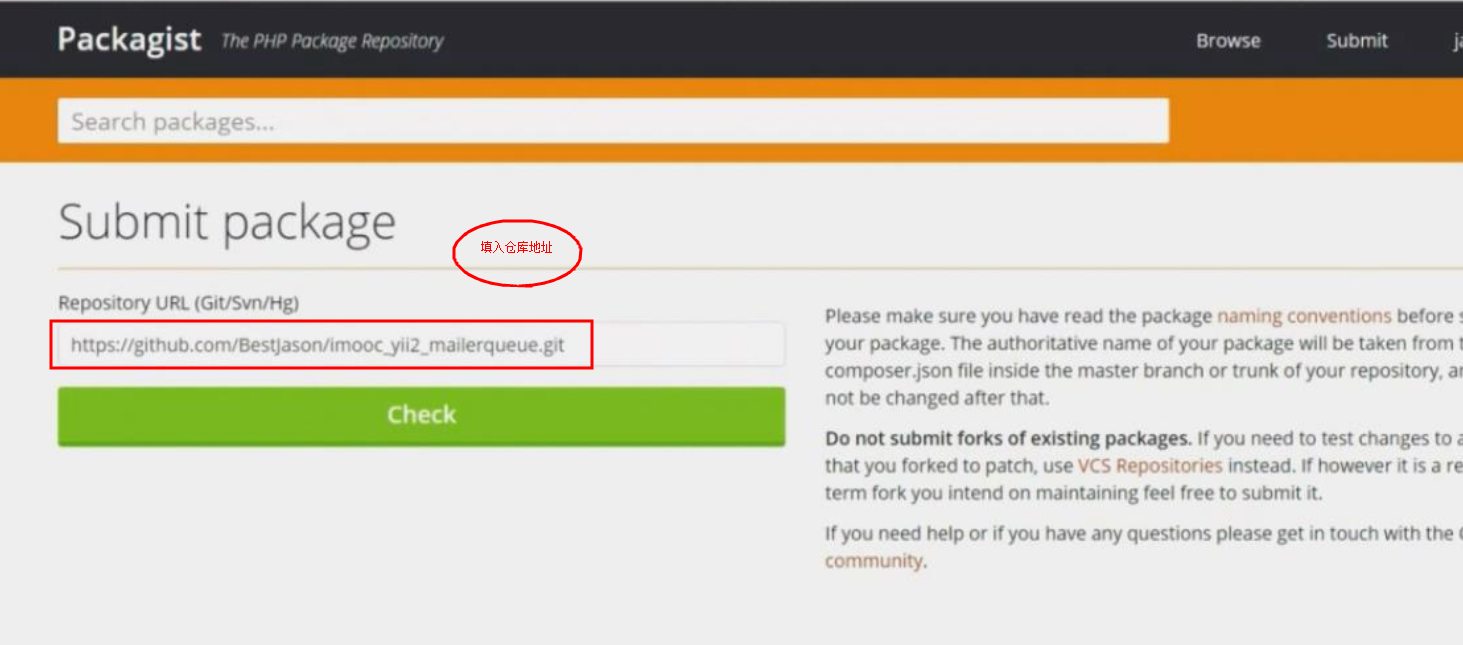 Packagist The PHP Package Repository Browse Submit
Search packages...
Submit package
填入仓库地址
Repository URL (Git/Svn/Hg)
https://github.com/BestJason/imooc_yii2_mailerqueue.git
Check
Please make sure you have read the package naming conventions before
your package. The authoritative name of your package will be taken from
composer.json file inside the master branch or trunk of your repository,
not be changed after that.
Do not submit forks of existing packages. If you need to test changes to
that you forked to patch, use VCS Repositories instead. If however it is a
term fork you intend on maintaining feel free to submit it.
If you need help or if you have any questions please get in touch with the
community.